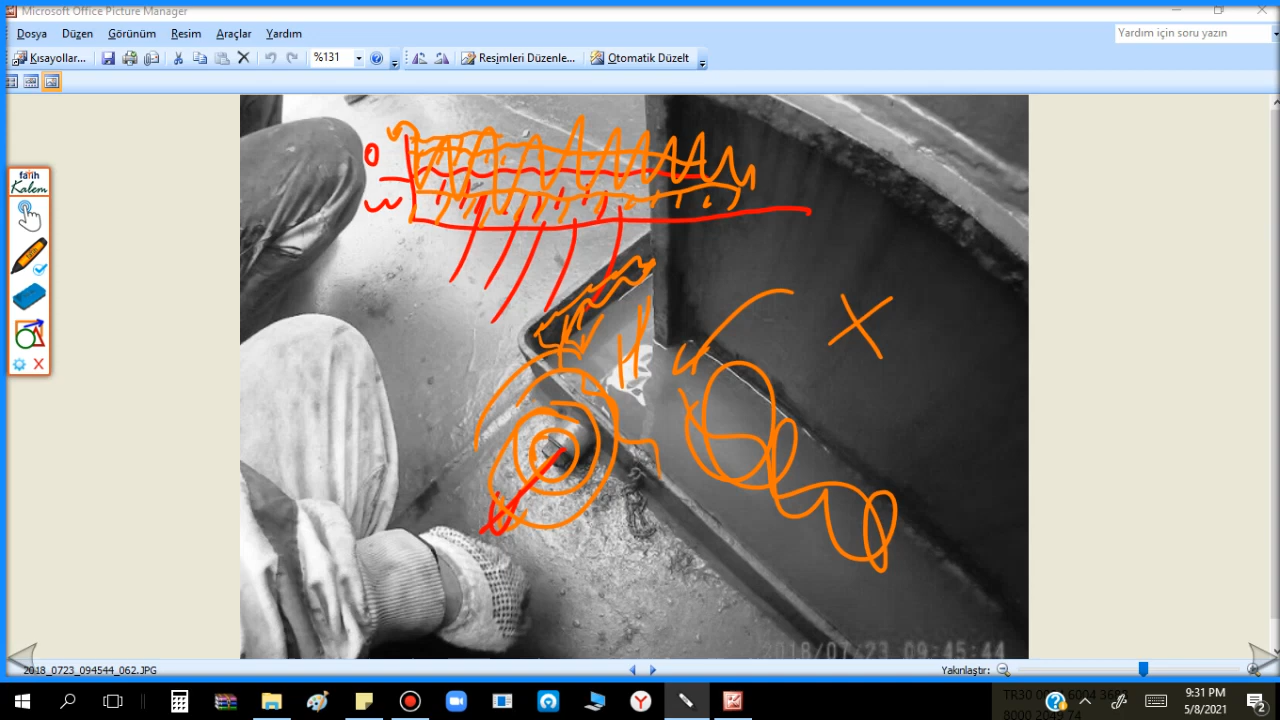 Microsoft Office Picture Manager
Dosya Düzen Görünüm Resim Araçlar Yardım
Yardım için soru yazın
Kısayollar... %131 Resimleri Düzenle... Otomatik Düzelt
fatih
Kalem
2018/07/23 09:45:44
2018_0723_094544_062.JPG
Yakınlaştır:
9:31 PM
5/8/2021
2